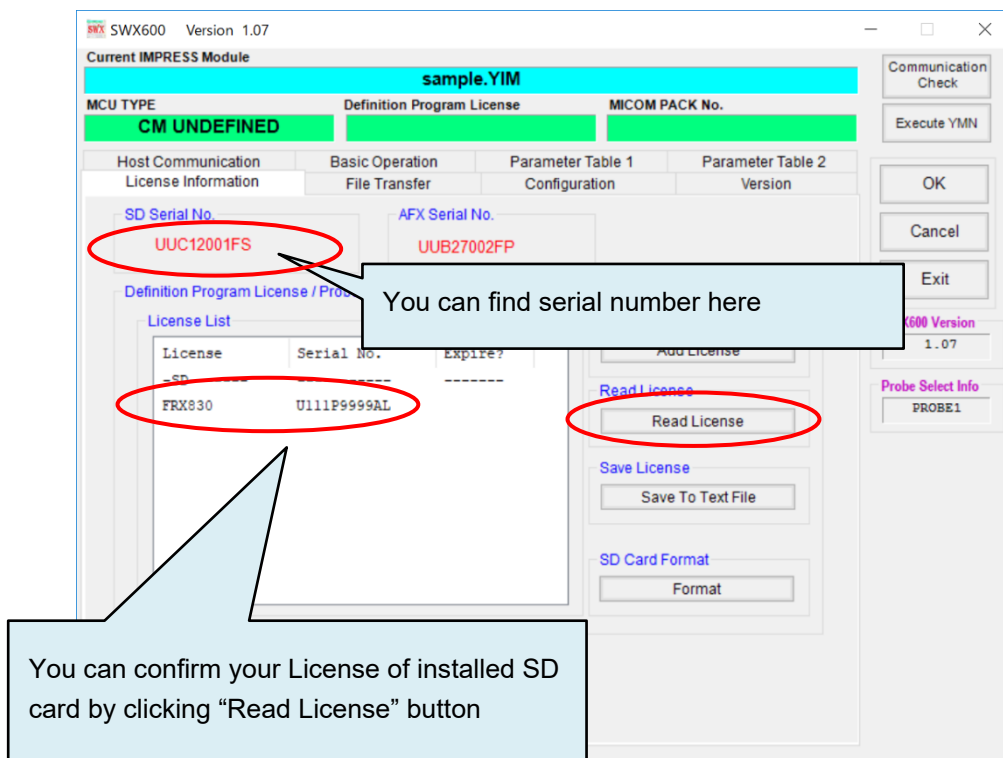 SWX600 Version 1.07
Current IMPRESS Module
sample.YIM
MCU TYPE
Definition Program License
MICOM PACK No.
CM UNDEFINED
Communication
Check
Execute YMN
Host Communication
Basic Operation
Parameter Table 1
Parameter Table 2
License Information
File Transfer
Configuration
Version
OK
Cancel
Exit
SD Serial No.
AFX Serial No.
UUC12001FS
UUB27002FP
You can find serial number here
Definition Program License /
License List
License Serial No. Expire?
-SD------- ----------- -------
FRX830 U111P9999AL
Add License
Read License
Read License
Save License
Save To Text File
SD Card Format
Format
Version
1.07
Probe Select Info
PROBE1
You can confirm your License of installed SD
card by clicking “Read License” button